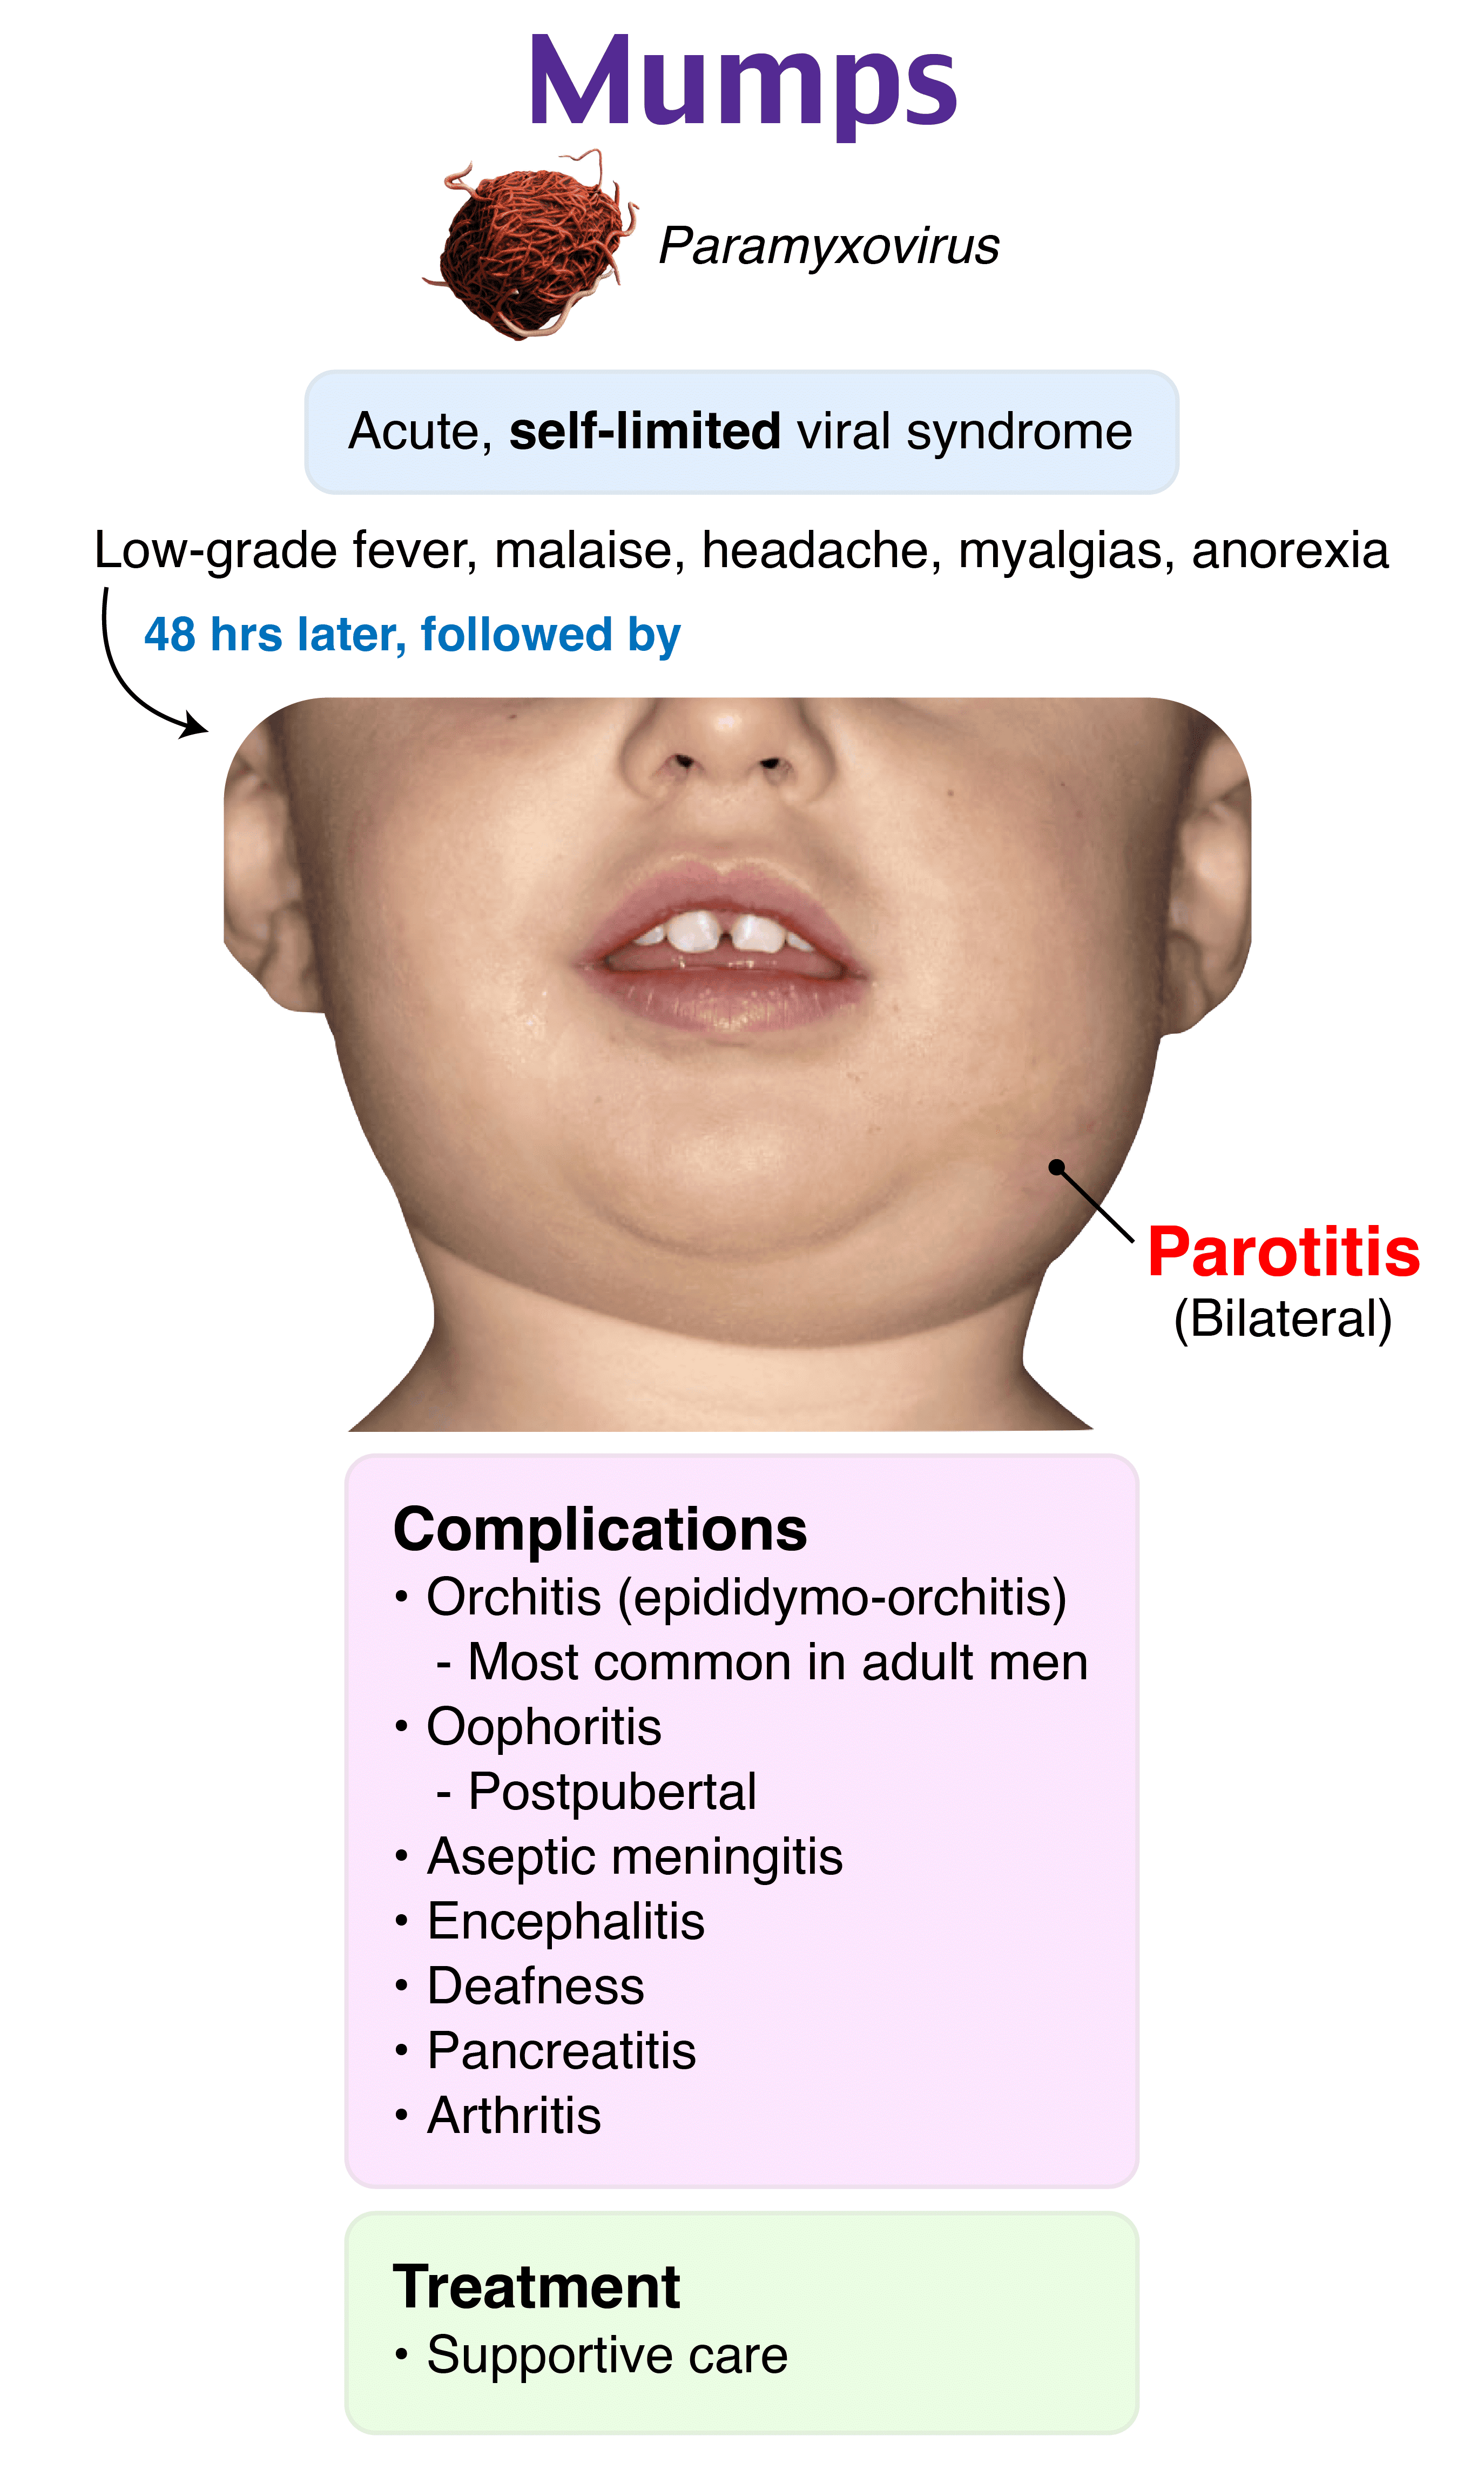 Mumps
Paramyxovirus
Acute, self-limited viral syndrome
Low-grade fever, malaise, headache, myalgias, anorexia
48 hrs later, followed by
Parotitis
(Bilateral)
Complications
• Orchitis (epididymo-orchitis)
- Most common in adult men
• Oophoritis
- Postpubertal
• Aseptic meningitis
• Encephalitis
• Deafness
• Pancreatitis
• Arthritis
Treatment
• Supportive care